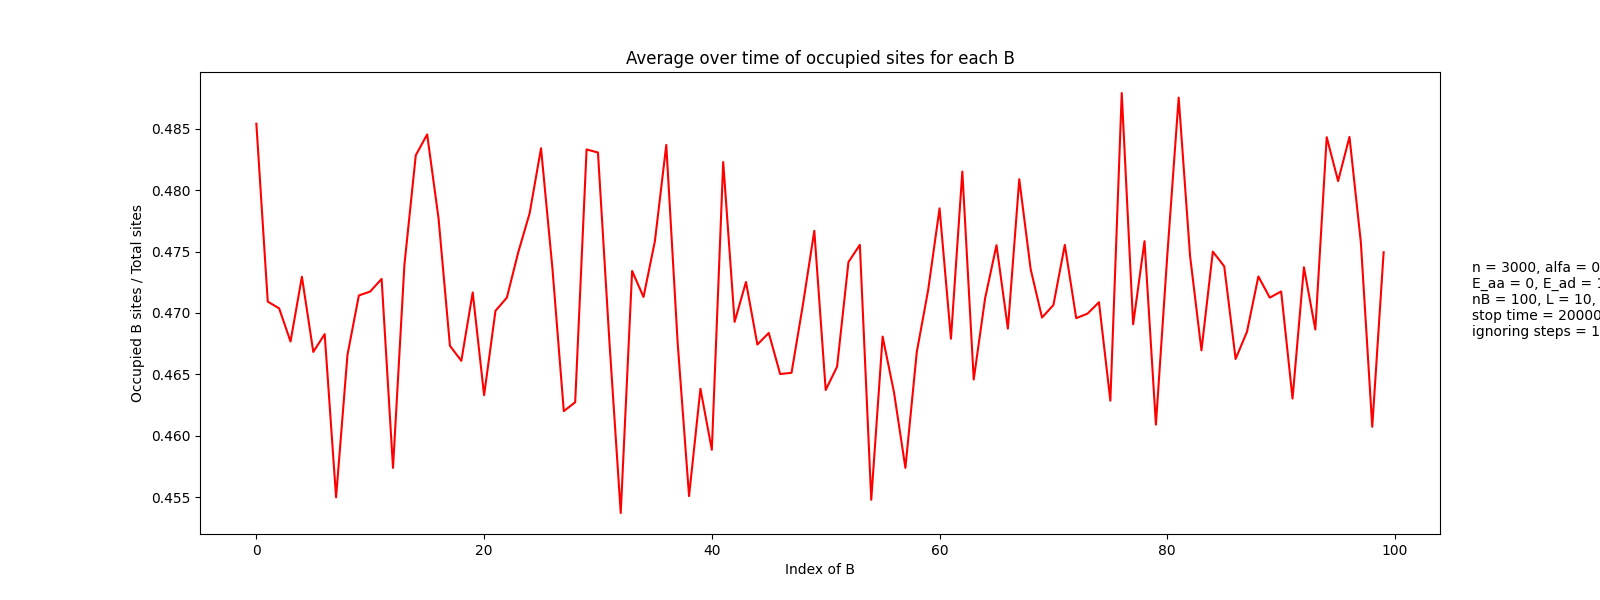 Average over time of occupied sites for each B
Occupied B sites / Total sites
0.485
0.480
0.475
0.470
0.465
0.460
0.455
0
20
40
60
80
100
Index of B
n = 3000, alfa = 0
E_aa = 0, E_ad = 1
nB = 100, L = 10,
stop time = 20000
ignoring steps = 1